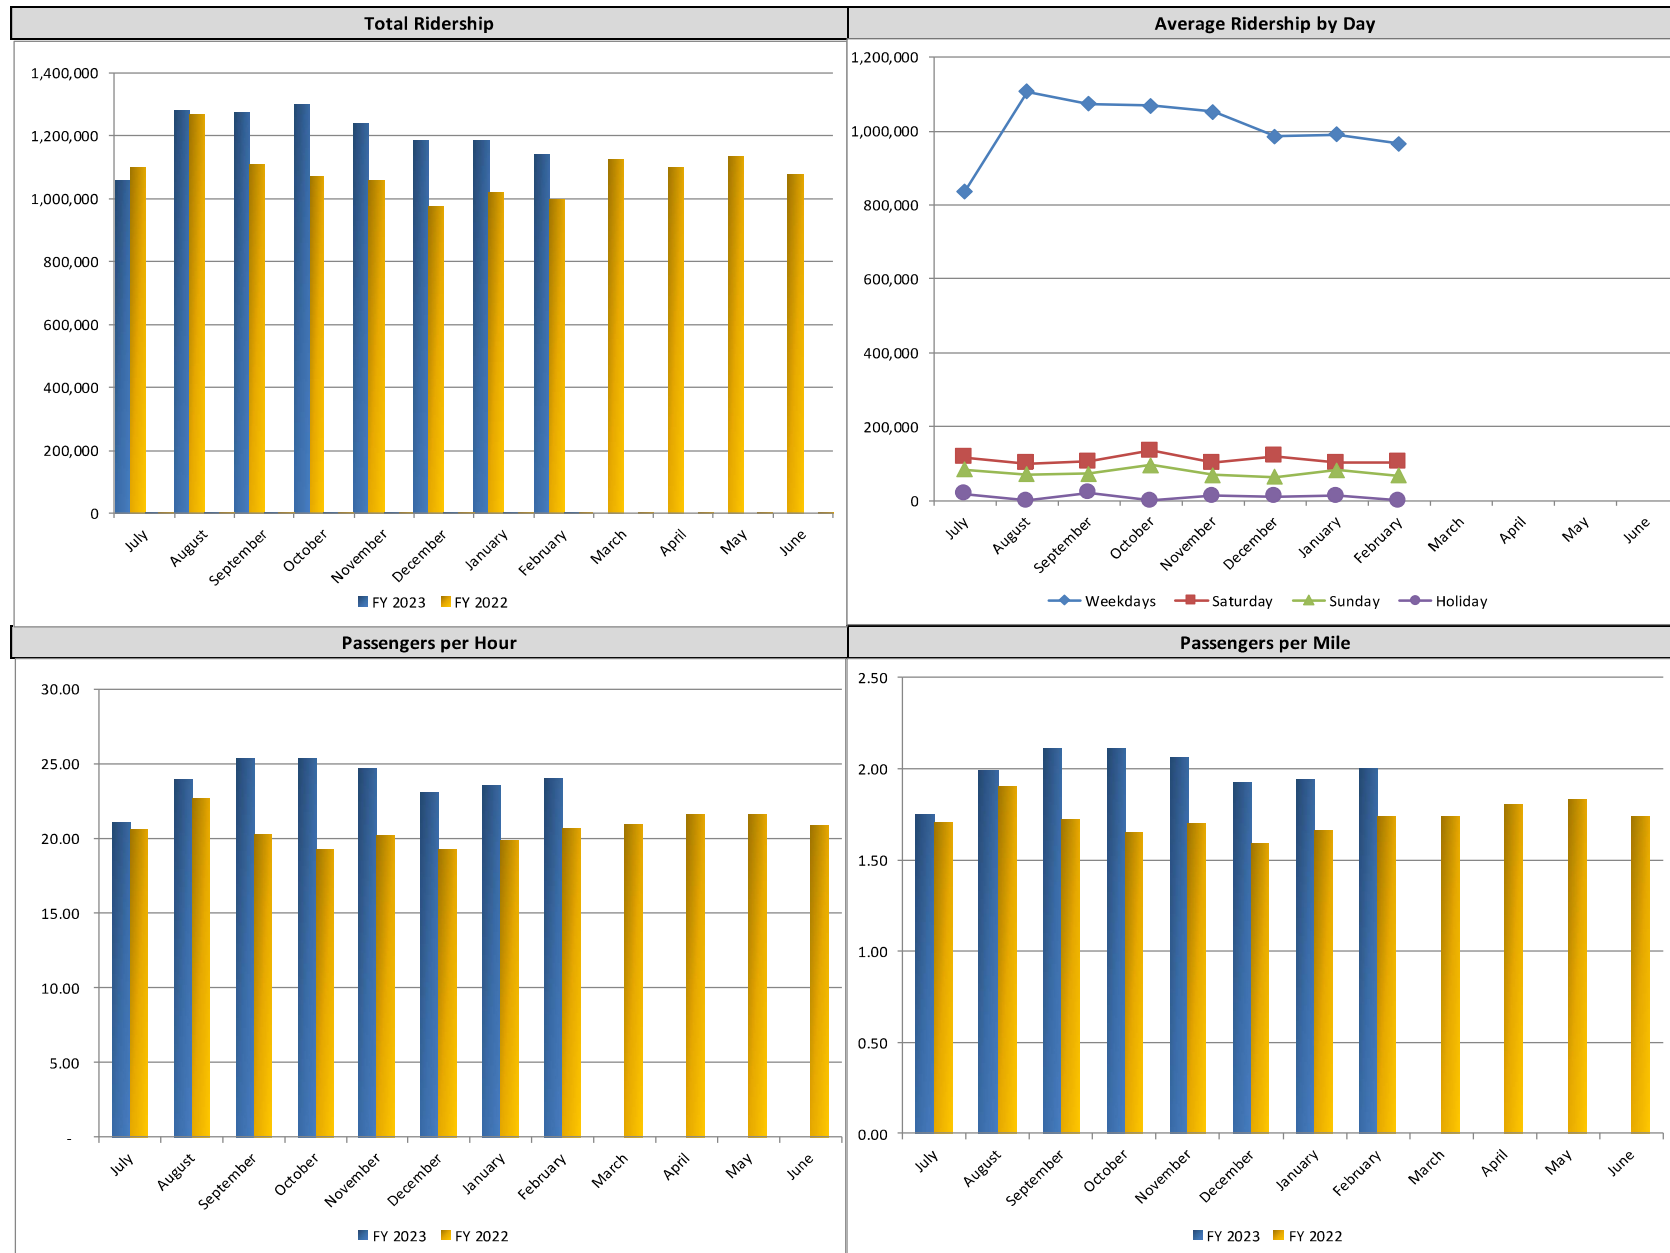 Total Ridership
1,400,000
1,200,000
1,000,000
800,000
600,000
400,000
200,000
0
July
August
September
October
November
December
January
February
March
April
May
June
FY 2023
FY 2022
Average Ridership by Day
1,200,000
1,000,000
800,000
600,000
400,000
200,000
0
July
August
September
October
November
December
January
February
March
April
May
June
Weekdays
Saturday
Sunday
Holiday
Passengers per Hour
30.00
25.00
20.00
15.00
10.00
5.00
-
July
August
September
October
November
December
January
February
March
April
May
June
FY 2023
FY 2022
Passengers per Mile
2.50
2.00
1.50
1.00
0.50
0.00
July
August
September
October
November
December
January
February
March
April
May
June
FY 2023
FY 2022